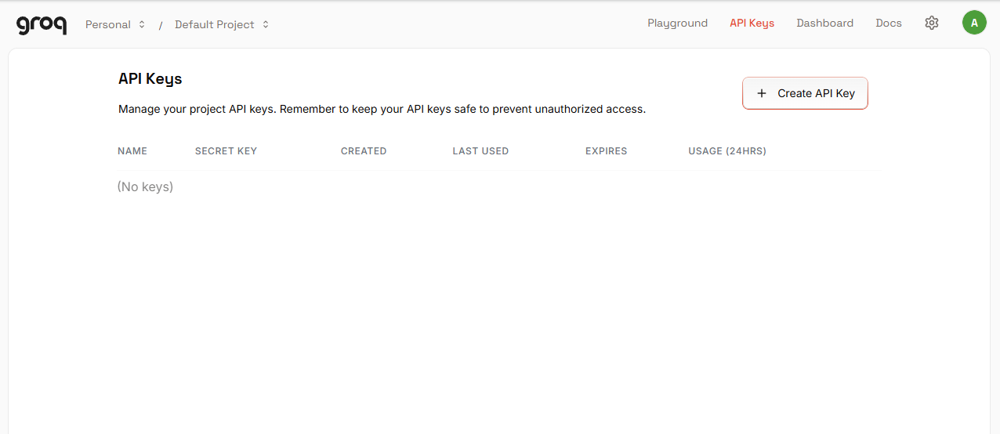 groq Personal / Default Project Playground API Keys Dashboard Docs A
API Keys
+ Create API Key
Manage your project API keys. Remember to keep your API keys safe to prevent unauthorized access.
NAME SECRET KEY CREATED LAST USED EXPIRES USAGE (24HRS)
(No keys)